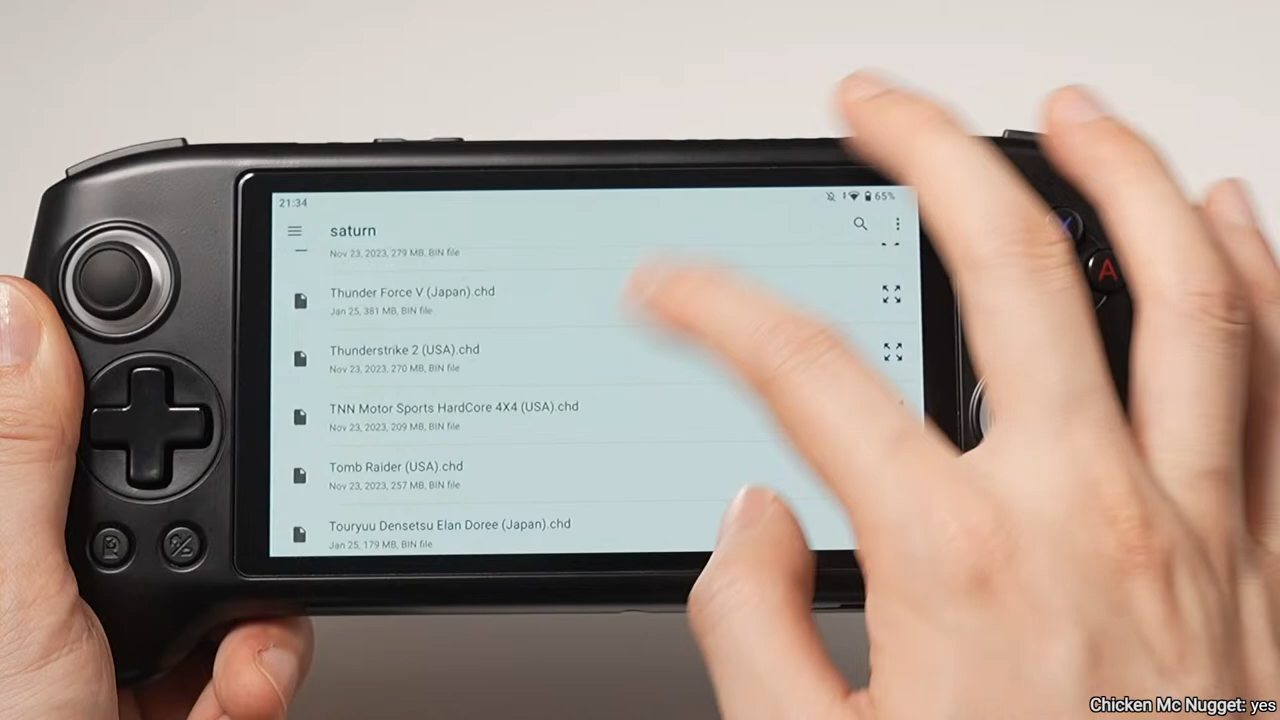 21:34
65%
saturn
Nov 23, 2023, 279 MB, BIN file
Thunder Force V (Japan).chd
Jan 25, 381 MB, BIN file
Thunderstrike 2 (USA).chd
Nov 23, 2023, 270 MB, BIN file
TNN Motor Sports HardCore 4X4 (USA).chd
Nov 23, 2023, 209 MB, BIN file
Tomb Raider (USA).chd
Nov 23, 2023, 257 MB, BIN file
Touryuu Densetsu Elan Doree (Japan).chd
Jan 25, 179 MB, BIN file
X
A
Chicken Mc Nugget: yes